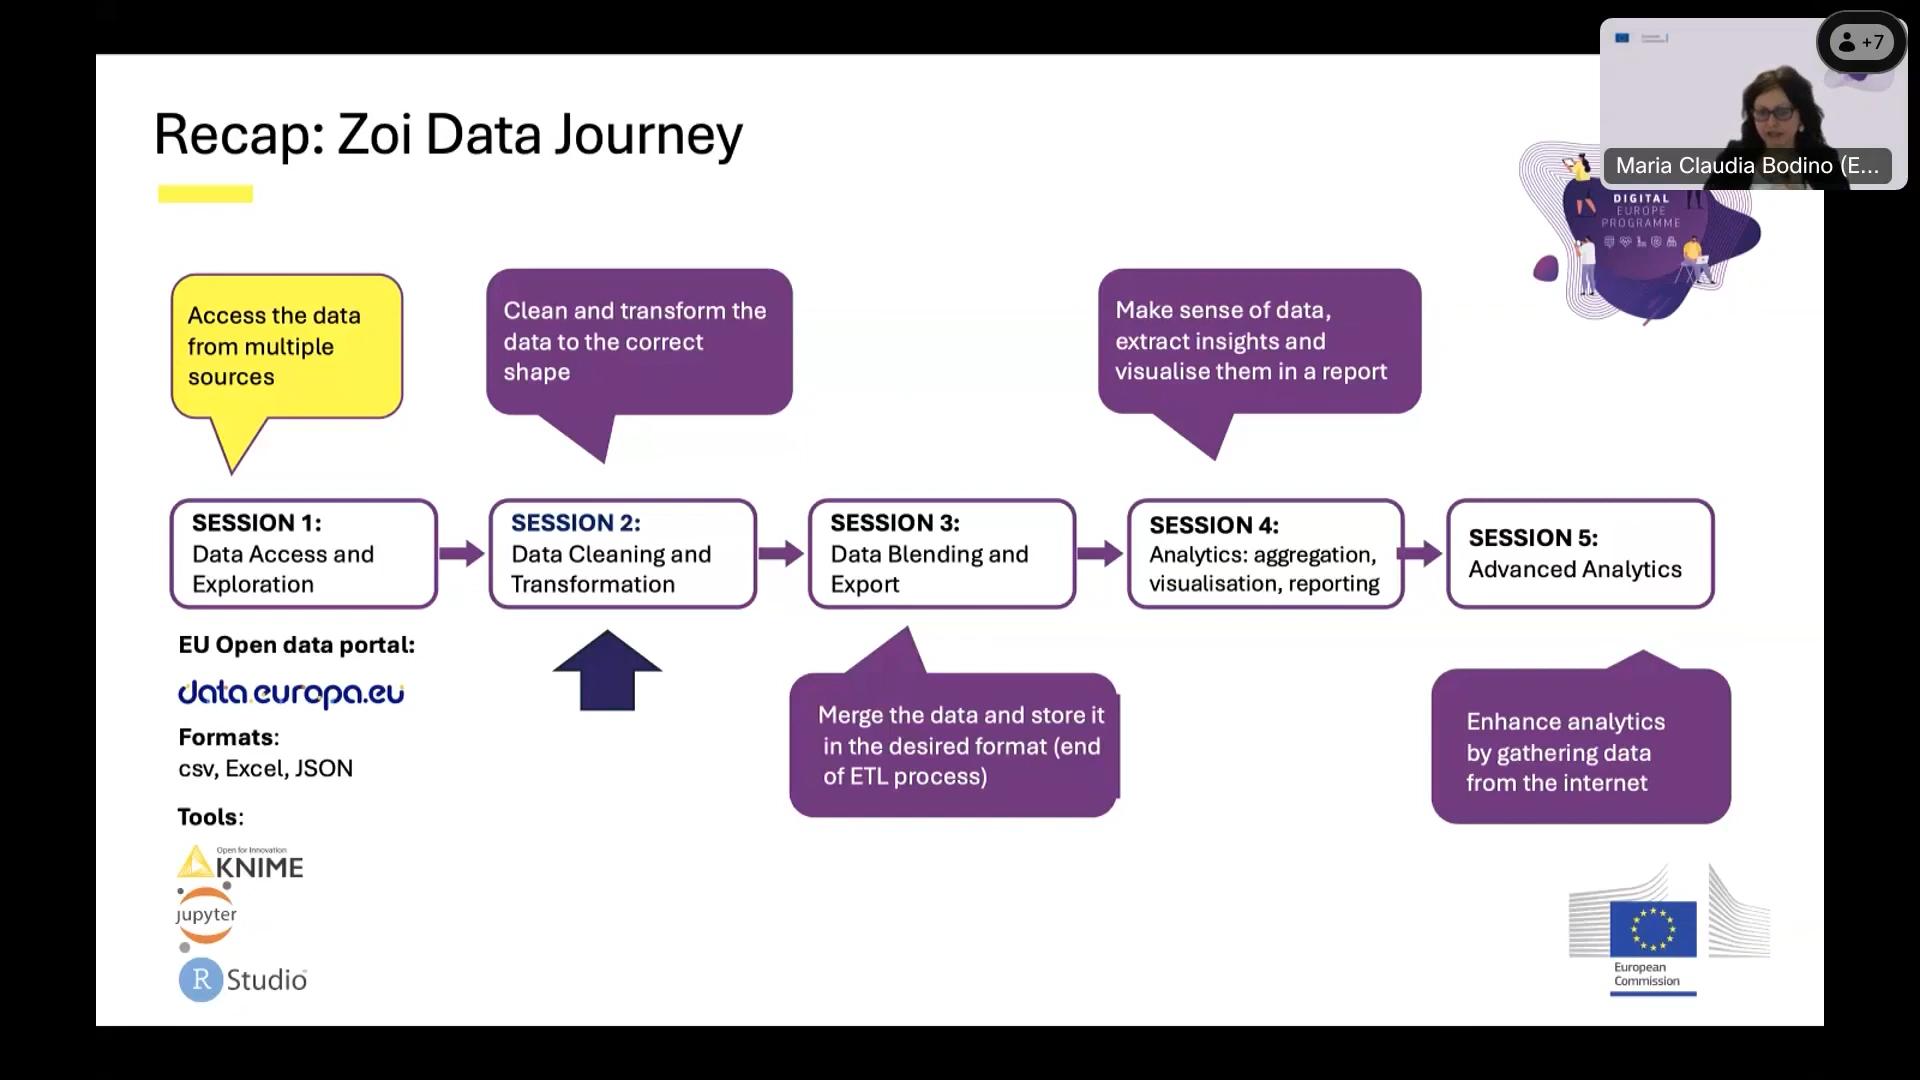 +7
Maria Claudia Bodino (E...
Recap: Zoi Data Journey
DIGITAL
EUROPE
PROGRAMME
Access the data
from multiple
sources
Clean and transform the
data to the correct
shape
Make sense of data,
extract insights and
visualise them in a report
SESSION 1:
Data Access and
Exploration
SESSION 2:
Data Cleaning and
Transformation
SESSION 3:
Data Blending and
Export
SESSION 4:
Analytics: aggregation,
visualisation, reporting
SESSION 5:
Advanced Analytics
EU Open data portal:
data.europa.eu
Formats:
csv, Excel, JSON
Tools:
Open for Innovation
KNIME
jupyter
R Studio
Merge the data and store it
in the desired format (end
of ETL process)
Enhance analytics
by gathering data
from the internet
European
Commission